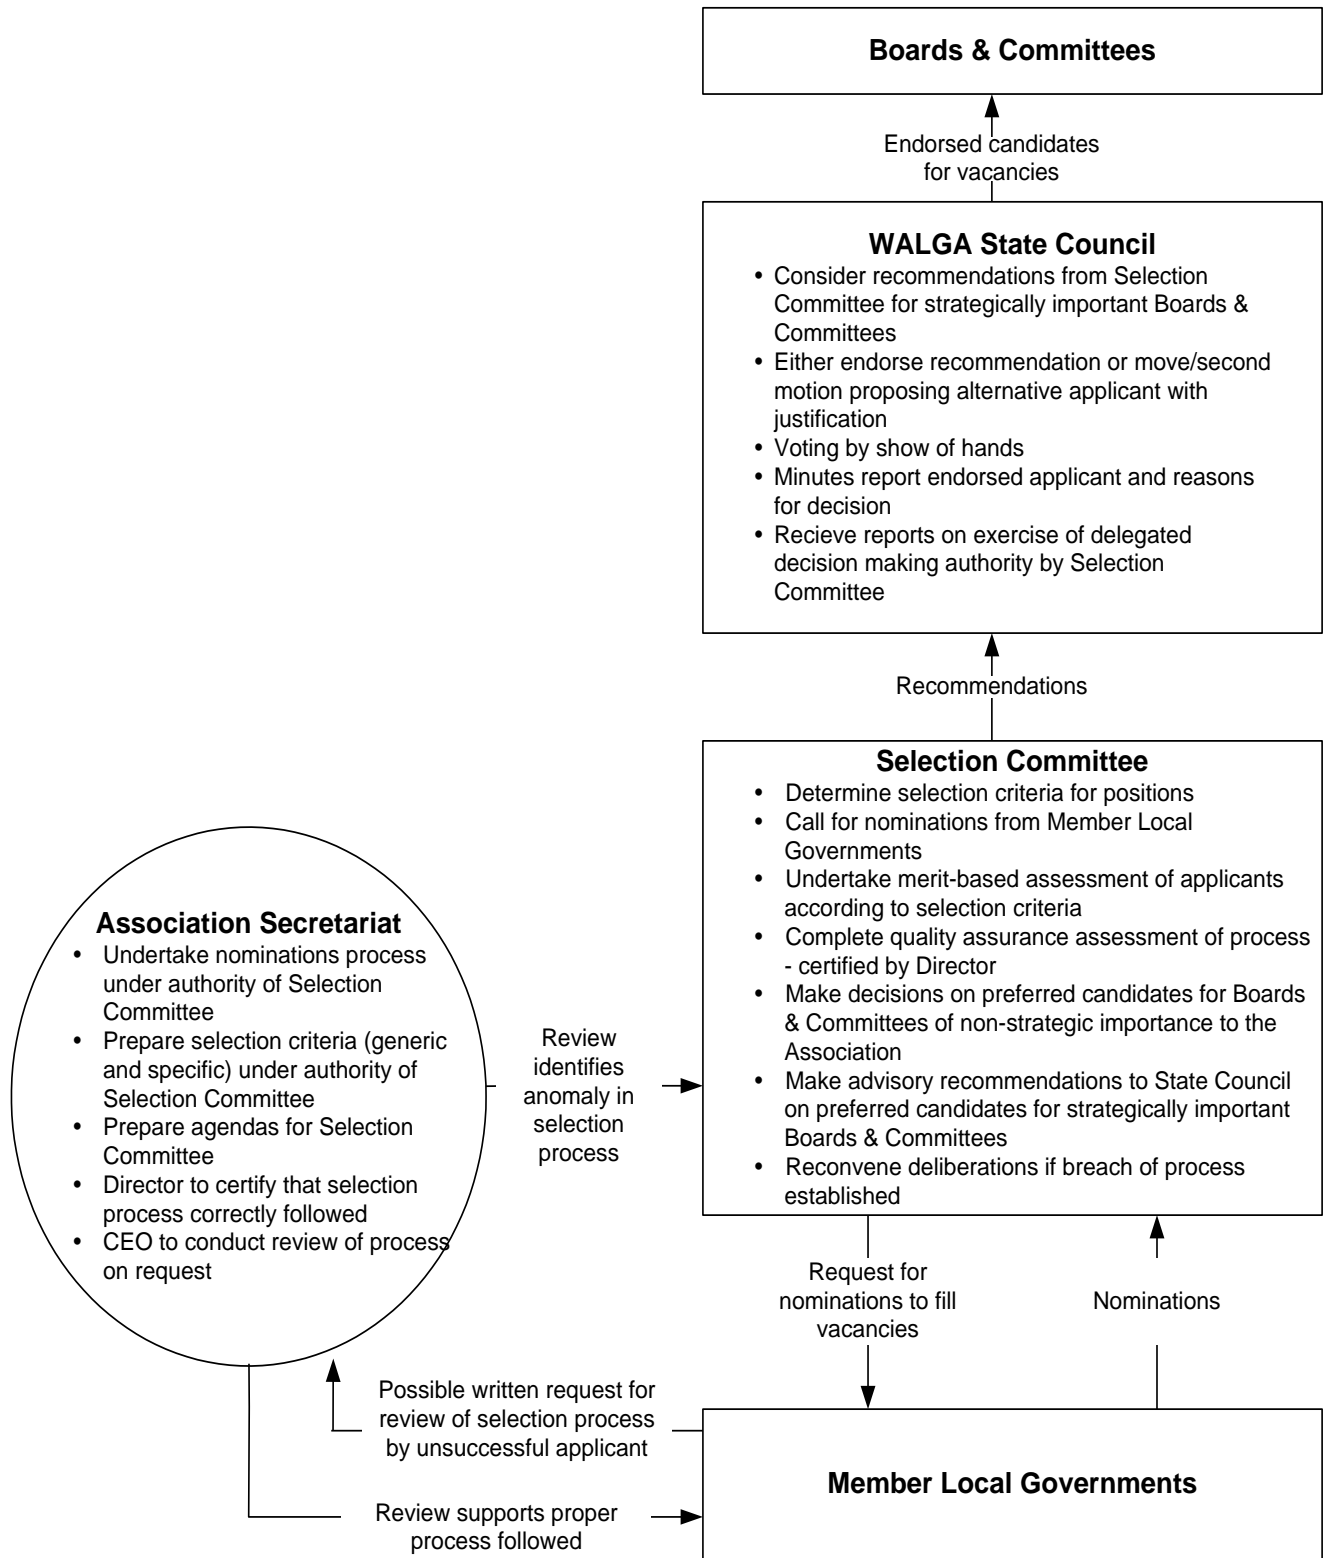 Boards & Committees
Endorsed candidates
for vacancies
WALGA State Council
• Consider recommendations from Selection
Committee for strategically important Boards &
Committees
• Either endorse recommendation or move/second
motion proposing alternative applicant with
justification
• Voting by show of hands
• Minutes report endorsed applicant and reasons
for decision
• Recieve reports on exercise of delegated
decision making authority by Selection
Committee
Recommendations
Selection Committee
• Determine selection criteria for positions
• Call for nominations from Member Local
Governments
• Undertake merit-based assessment of applicants
according to selection criteria
• Complete quality assurance assessment of process
- certified by Director
• Make decisions on preferred candidates for Boards
& Committees of non-strategic importance to the
Association
• Make advisory recommendations to State Council
on preferred candidates for strategically important
Boards & Committees
• Reconvene deliberations if breach of process
established
Association Secretariat
• Undertake nominations process
under authority of Selection
Committee
• Prepare selection criteria (generic
and specific) under authority of
Selection Committee
• Prepare agendas for Selection
Committee
• Director to certify that selection
process correctly followed
• CEO to conduct review of process
on request
Review
identifies
anomaly in
selection
process
Request for
nominations to fill
vacancies
Nominations
Possible written request for
review of selection process
by unsuccessful applicant
Member Local Governments
Review supports proper
process followed